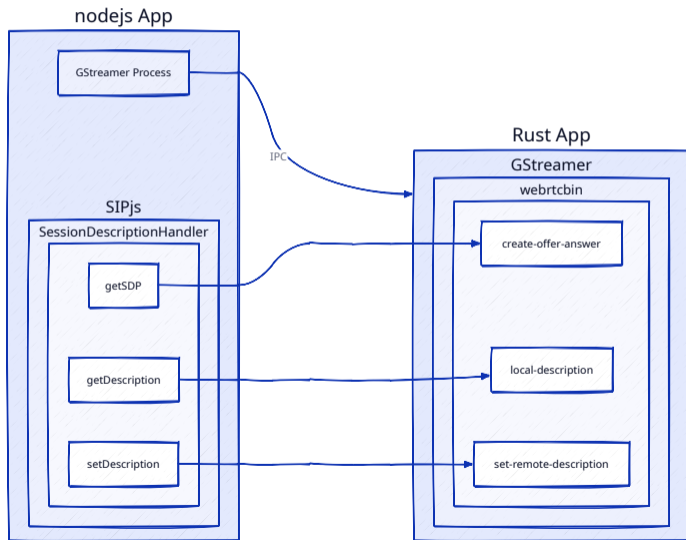 nodejs App
GStreamer Process
IPC
SIPjs
SessionDescriptionHandler
getSDP
getDescription
setDescription
Rust App
GStreamer
webrtcbin
create-offer-answer
local-description
set-remote-description